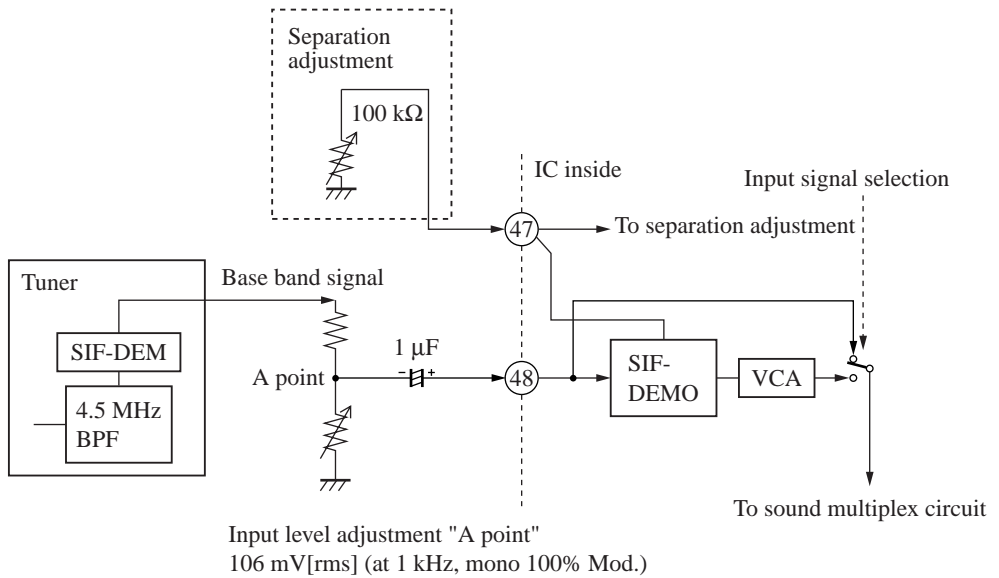 Separation
adjustment
100 kΩ
IC inside
Input signal selection
47
To separation adjustment
Tuner
Base band signal
SIF-DEM
1 μF
A point
− +
48
SIF-
DEMO
VCA
4.5 MHz
BPF
To sound multiplex circuit
Input level adjustment "A point"
106 mV[rms] (at 1 kHz, mono 100% Mod.)